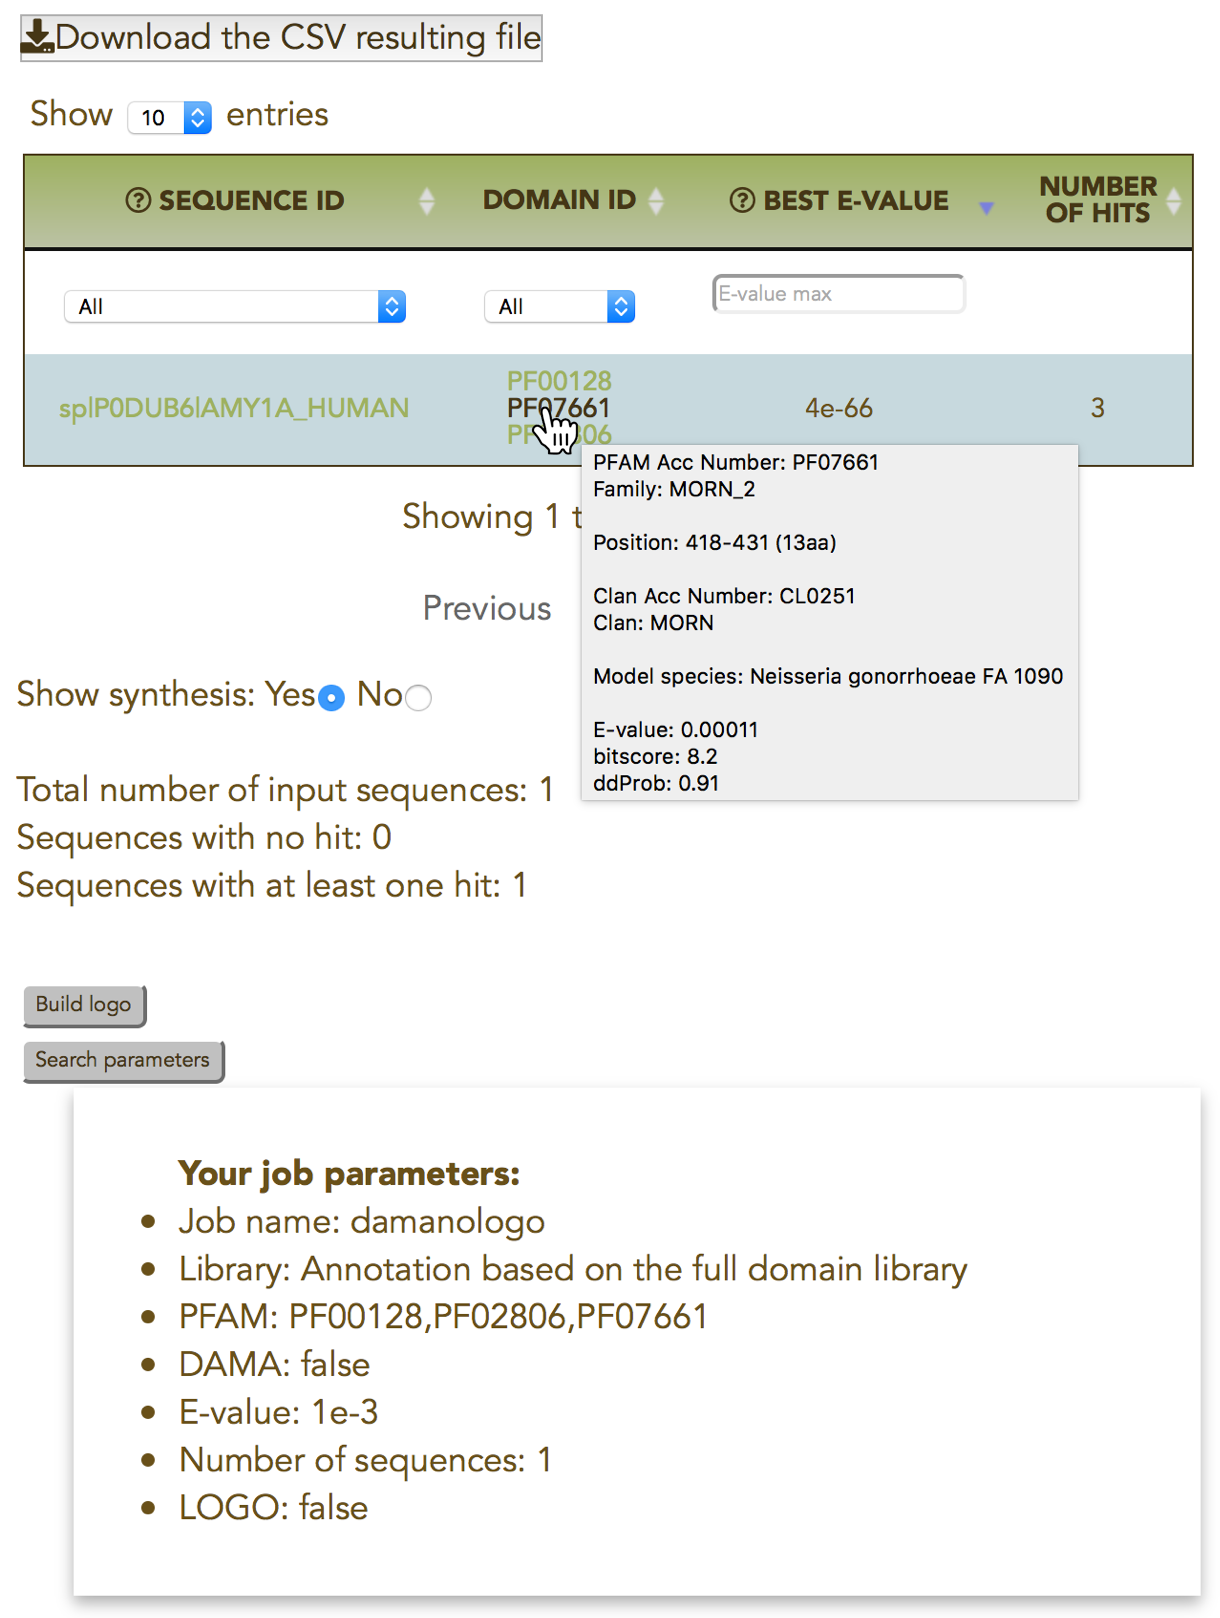 Download the CSV resulting file
Show 10 entries
? SEQUENCE ID DOMAIN ID ? BEST E-VALUE NUMBER OF HITS
All All E-value max
PF00128
sp|P0DUB6|AMY1A_HUMAN PF07661 4e-66 3
PFAM Acc Number: PF07661
Family: MORN_2
Showing 1
Position: 418-431 (13aa)
Clan Acc Number: CL0251
Previous
Clan: MORN
Model species: Neisseria gonorrhoeae FA 1090
Show synthesis: Yes No
E-value: 0.00011
bitscore: 8.2
ddProb: 0.91
Total number of input sequences: 1
Sequences with no hit: 0
Sequences with at least one hit: 1
Build logo
Search parameters
Your job parameters:
• Job name: damanologo
• Library: Annotation based on the full domain library
• PFAM: PF00128,PF02806,PF07661
• DAMA: false
• E-value: 1e-3
• Number of sequences: 1
• LOGO: false